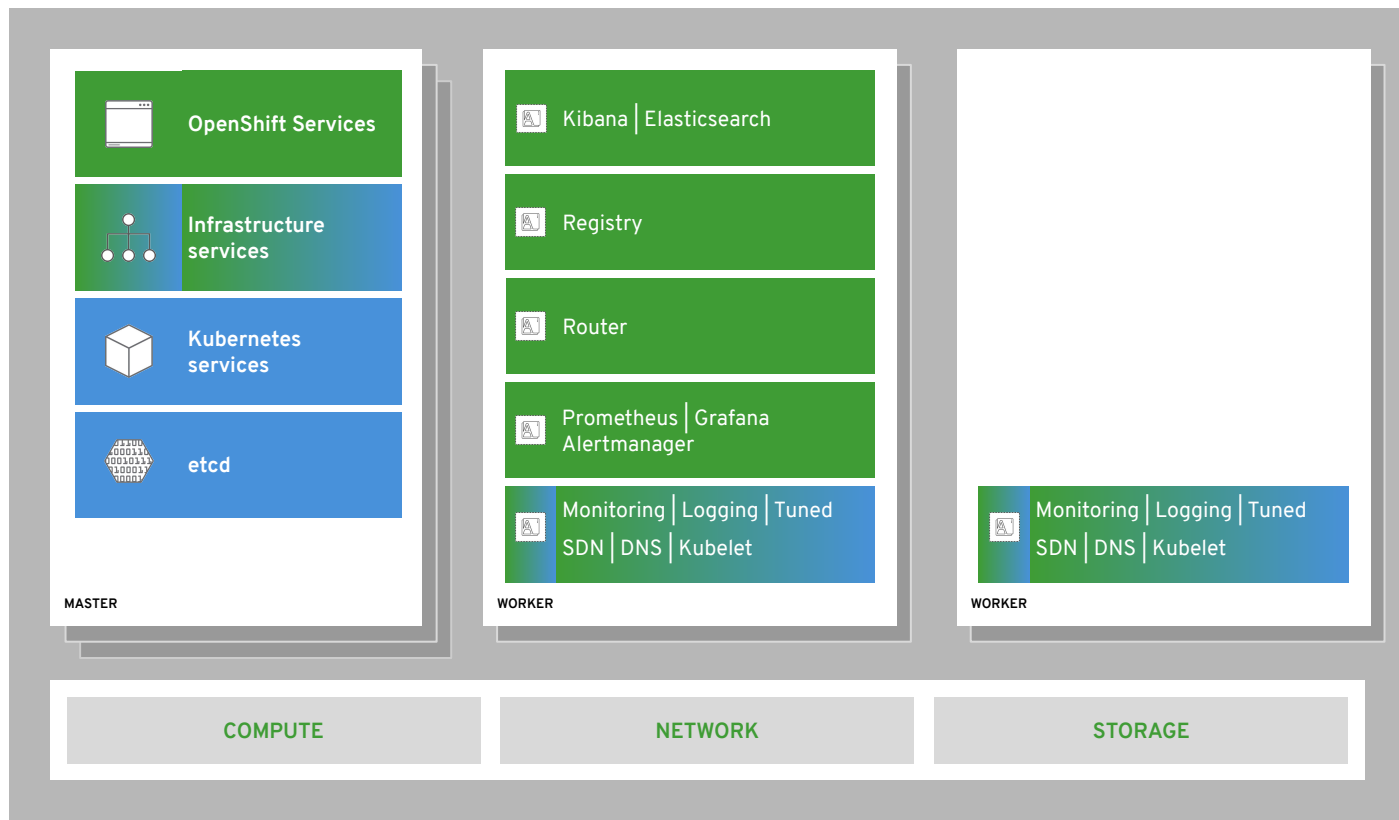 OpenShift Services
Infrastructure
services
Kubernetes
services
etcd
MASTER
Kibana | Elasticsearch
Registry
Router
Prometheus | Grafana
Alertmanager
Monitoring | Logging | Tuned
SDN | DNS | Kubelet
WORKER
Monitoring | Logging | Tuned
SDN | DNS | Kubelet
WORKER
COMPUTE
NETWORK
STORAGE